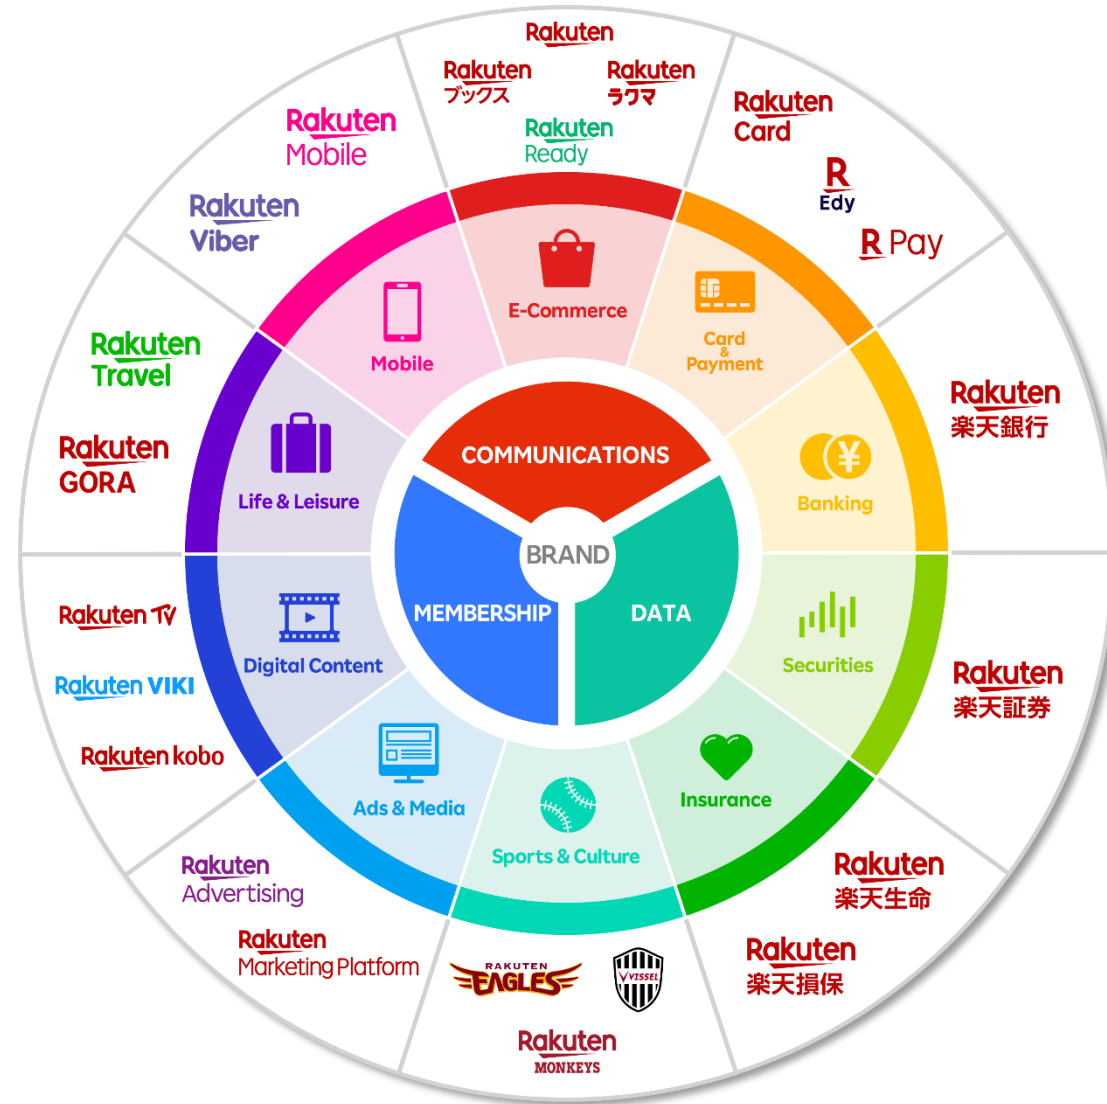 Rakuten
Rakuten
ブックス
Rakuten
ラクマ
Rakuten
Ready
Rakuten
Card
R
Edy
R Pay
Rakuten
楽天銀行
Rakuten
楽天証券
Rakuten
楽天生命
Rakuten
楽天損保
RAKUTEN
EAGLES
VISSEL
Rakuten
MONKEYS
Rakuten
Advertising
Rakuten
Marketing Platform
Rakuten TV
Rakuten VIKI
Rakuten kobo
Rakuten
Travel
Rakuten
GORA
Rakuten
Mobile
Rakuten
Viber
E-Commerce
Card
&
Payment
¥
Banking
Securities
Insurance
Sports & Culture
Ads & Media
Digital Content
Life & Leisure
Mobile
COMMUNICATIONS
BRAND
MEMBERSHIP
DATA